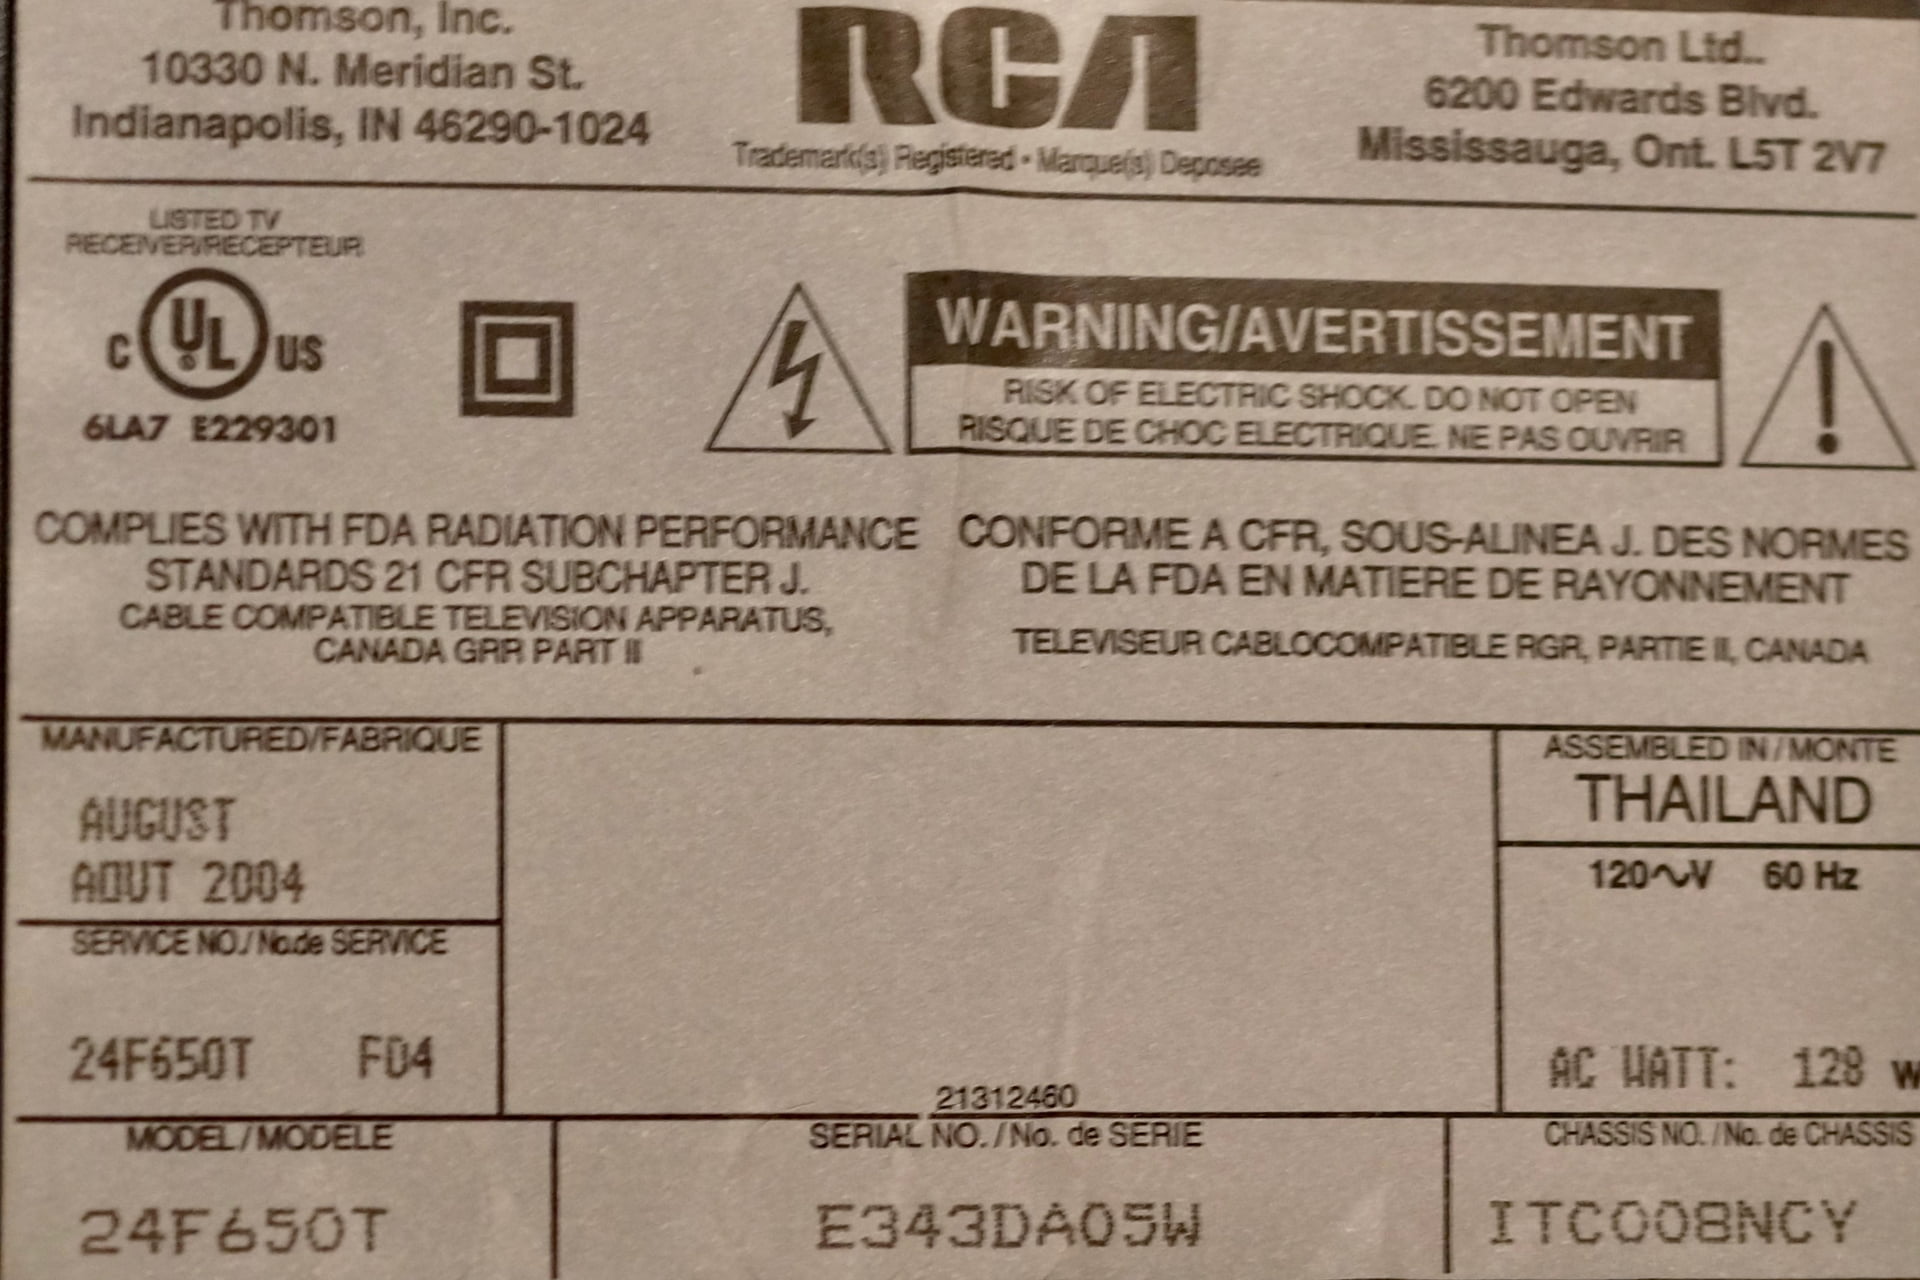 Thomson, Inc.
10330 N. Meridian St.
Indianapolis, IN 46290-1024
RCA
Trademark(s) Registered • Marque(s) Deposee
Thomson Ltd..
6200 Edwards Blvd.
Mississauga, Ont. L5T 2V7
LISTED TV
RECEIVER/RECEPTEUR
C UL US
6LA7 E229301
WARNING/AVERTISSEMENT
RISK OF ELECTRIC SHOCK. DO NOT OPEN
RISQUE DE CHOC ELECTRIQUE. NE PAS OUVRIR
COMPLIES WITH FDA RADIATION PERFORMANCE
STANDARDS 21 CFR SUBCHAPTER J.
CABLE COMPATIBLE TELEVISION APPARATUS,
CANADA GRR PART II
CONFORME A CFR, SOUS-ALINEA J. DES NORMES
DE LA FDA EN MATIERE DE RAYONNEMENT
TELEVISEUR CABLOCOMPATIBLE RGR, PARTIE II, CANADA
MANUFACTURED/FABRIQUE
AUGUST
AOUT 2004
SERVICE NO./No.de SERVICE
24F650T F04
21312460
ASSEMBLED IN/MONTE
THAILAND
120~V 60 Hz
AC WATT: 128 W
MODEL/MODELE
24F650T
SERIAL NO./No. de SERIE
E343DA05W
CHASSIS NO./No. de CHASSIS
ITC008NCY